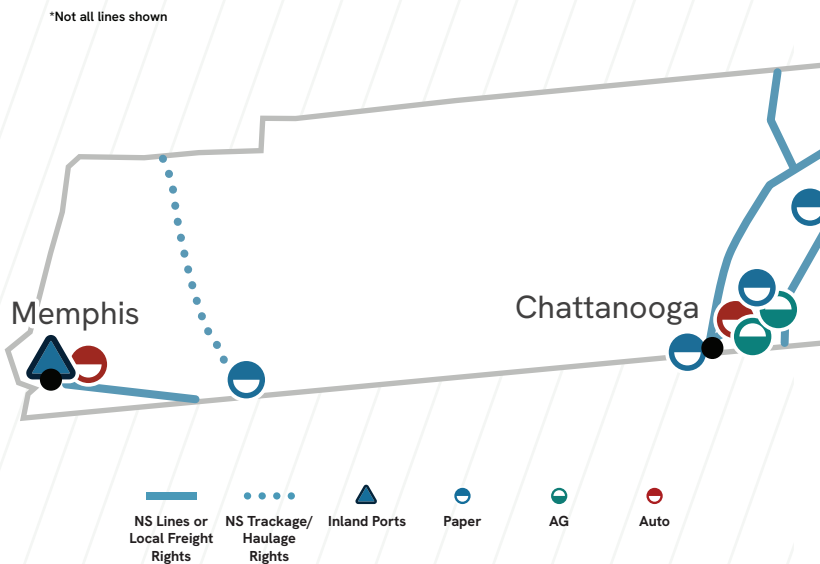 *Not all lines shown
Memphis
Chattanooga
NS Lines or
Local Freight
Rights
NS Trackage/
Haulage
Rights
Inland Ports
Paper
AG
Auto